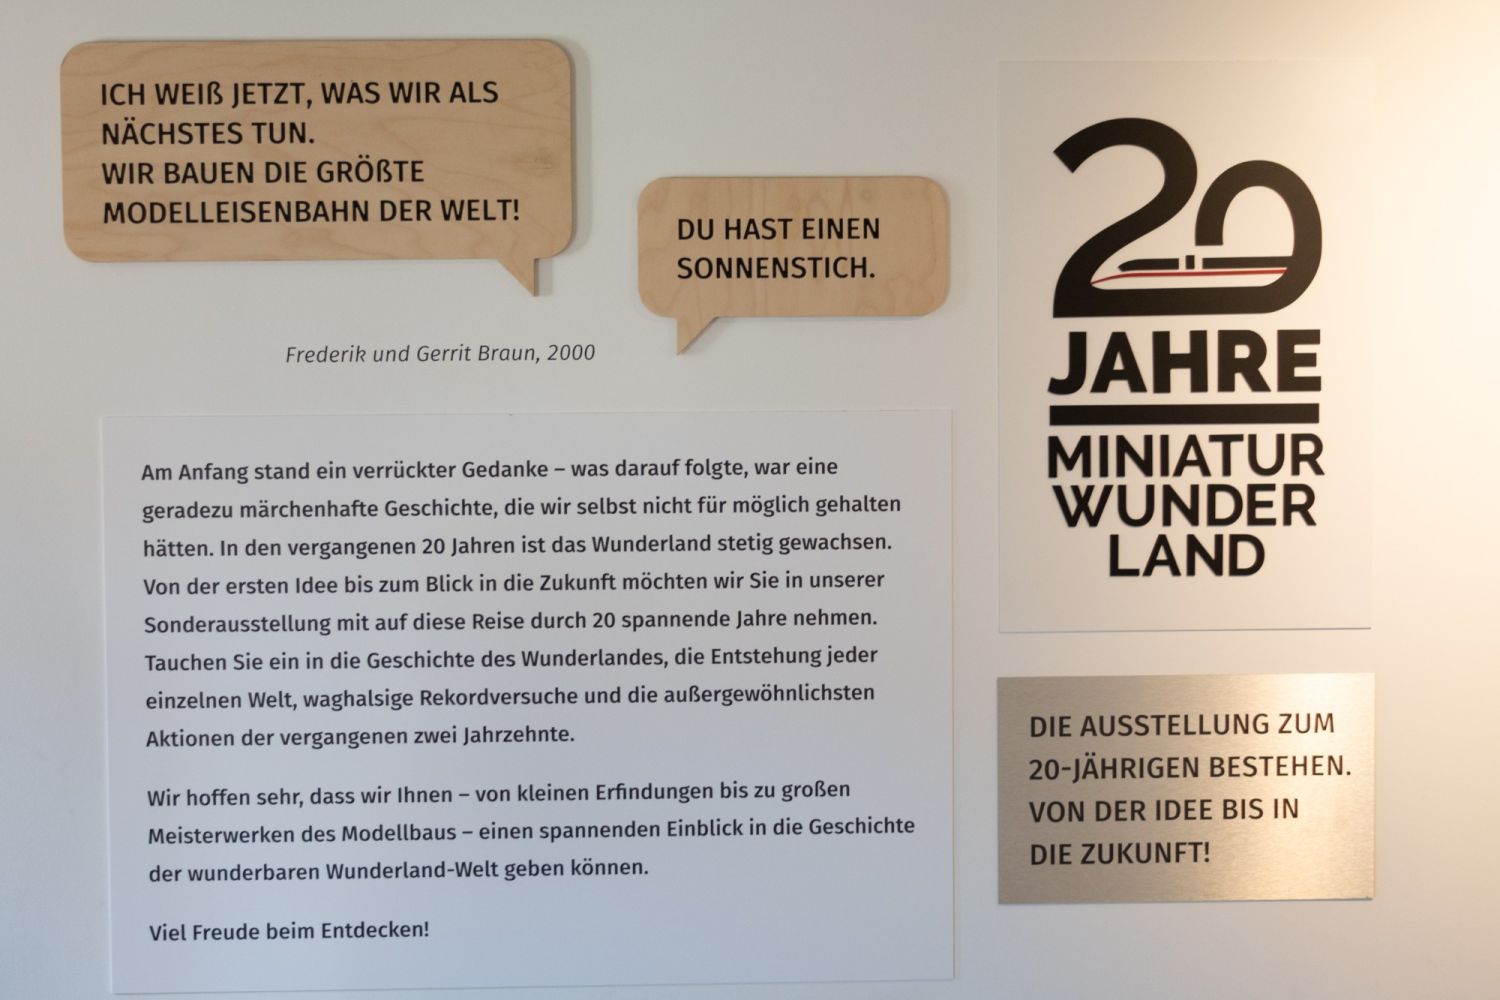 ICH WEIß JETZT, WAS WIR ALS
NÄCHSTES TUN.
WIR BAUEN DIE GRÖßTE
MODELLEISENBAHN DER WELT!
DU HAST EINEN
SONNENSTICH.
Frederik und Gerrit Braun, 2000
Am Anfang stand ein verrückter Gedanke – was darauf folgte, war eine
geradezu märchenhafte Geschichte, die wir selbst nicht für möglich gehalten
hätten. In den vergangenen 20 Jahren ist das Wunderland stetig gewachsen.
Von der ersten Idee bis zum Blick in die Zukunft möchten wir Sie in unserer
Sonderausstellung mit auf diese Reise durch 20 spannende Jahre nehmen.
Tauchen Sie ein in die Geschichte des Wunderlandes, die Entstehung jeder
einzelnen Welt, waghalsige Rekordversuche und die außergewöhnlichsten
Aktionen der vergangenen zwei Jahrzehnte.
Wir hoffen sehr, dass wir Ihnen – von kleinen Erfindungen bis zu großen
Meisterwerken des Modellbaus – einen spannenden Einblick in die Geschichte
der wunderbaren Wunderland-Welt geben können.
Viel Freude beim Entdecken!
20
JAHRE
MINIATUR
WUNDER
LAND
DIE AUSSTELLUNG ZUM
20-JÄHRIGEN BESTEHEN.
VON DER IDEE BIS IN
DIE ZUKUNFT!